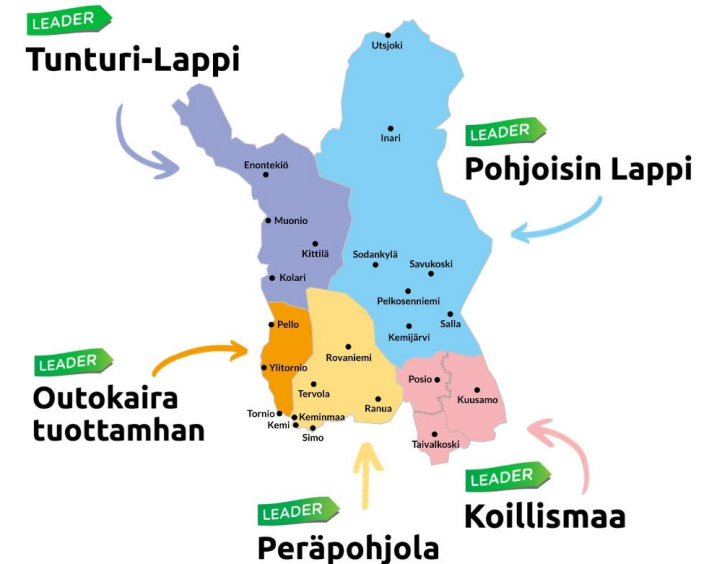 LEADER
Tunturi-Lappi
Utsjoki
Inari
LEADER
Pohjoisin Lappi
Enontekiö
Muonio
Kittilä
Sodankylä
Savukoski
Kolari
Pelkosenniemi
Salla
Pello
Kemijärvi
Rovaniemi
LEADER
Outokaira
tuottamhan
Ylitornio
Posio
Tervola
Kuusamo
Ranua
Tornio
Keminmaa
Kemi
Simo
Taivalkoski
LEADER
Koillismaa
LEADER
Peräpohjola